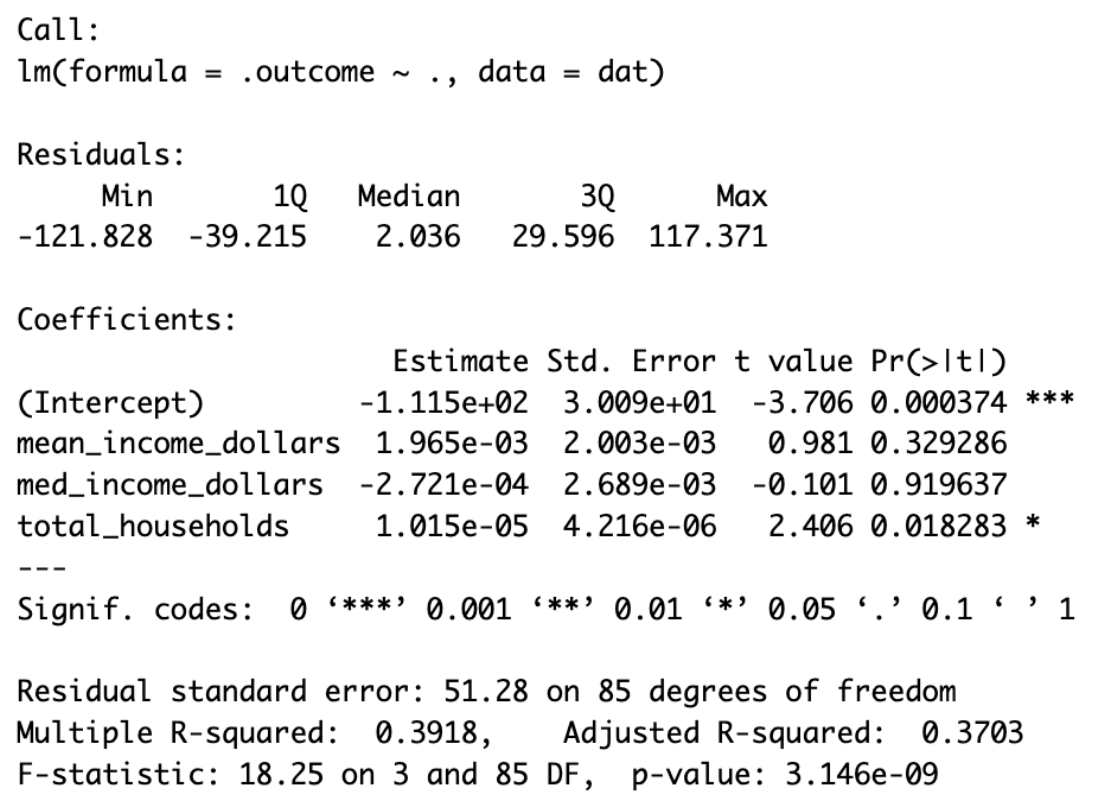 Call:
lm(formula = .outcome ~ ., data = dat)
Residuals:
     Min       1Q   Median       3Q      Max
-121.828  -39.215    2.036   29.596  117.371
Coefficients:
                      Estimate Std. Error t value Pr(>|t|)
(Intercept)         -1.115e+02  3.009e+01  -3.706 0.000374 ***
mean_income_dollars  1.965e-03  2.003e-03   0.981 0.329286
med_income_dollars  -2.721e-04  2.689e-03  -0.101 0.919637
total_households     1.015e-05  4.216e-06   2.406 0.018283 *
---
Signif. codes:  0 ‘***’ 0.001 ‘**’ 0.01 ‘*’ 0.05 ‘.’ 0.1 ‘ ’ 1
Residual standard error: 51.28 on 85 degrees of freedom
Multiple R-squared:  0.3918,    Adjusted R-squared:  0.3703
F-statistic: 18.25 on 3 and 85 DF,  p-value: 3.146e-09